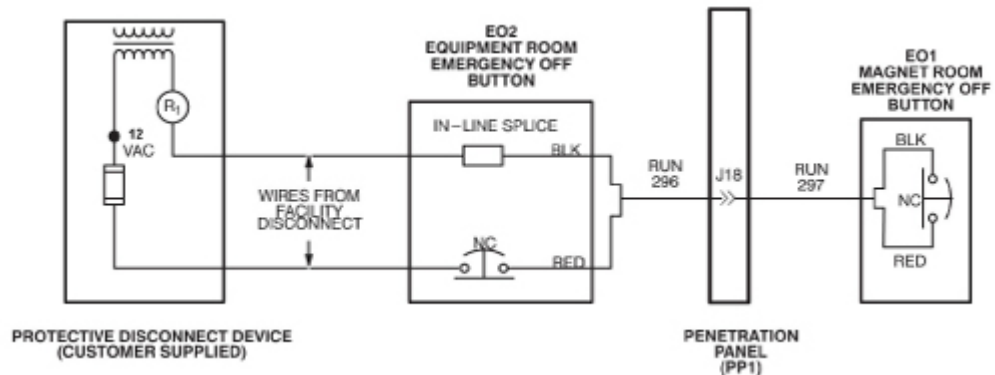 EO2
EQUIPMENT ROOM
EMERGENCY OFF
BUTTON
EO1
MAGNET ROOM
EMERGENCY OFF
BUTTON
R1
12
VAC
IN-LINE SPLICE
BLK
WIRES FROM
FACILITY
DISCONNECT
NC
RED
RUN
296
J18
RUN
297
BLK
NC
RED
PROTECTIVE DISCONNECT DEVICE
(CUSTOMER SUPPLIED)
PENETRATION
PANEL
(PP1)